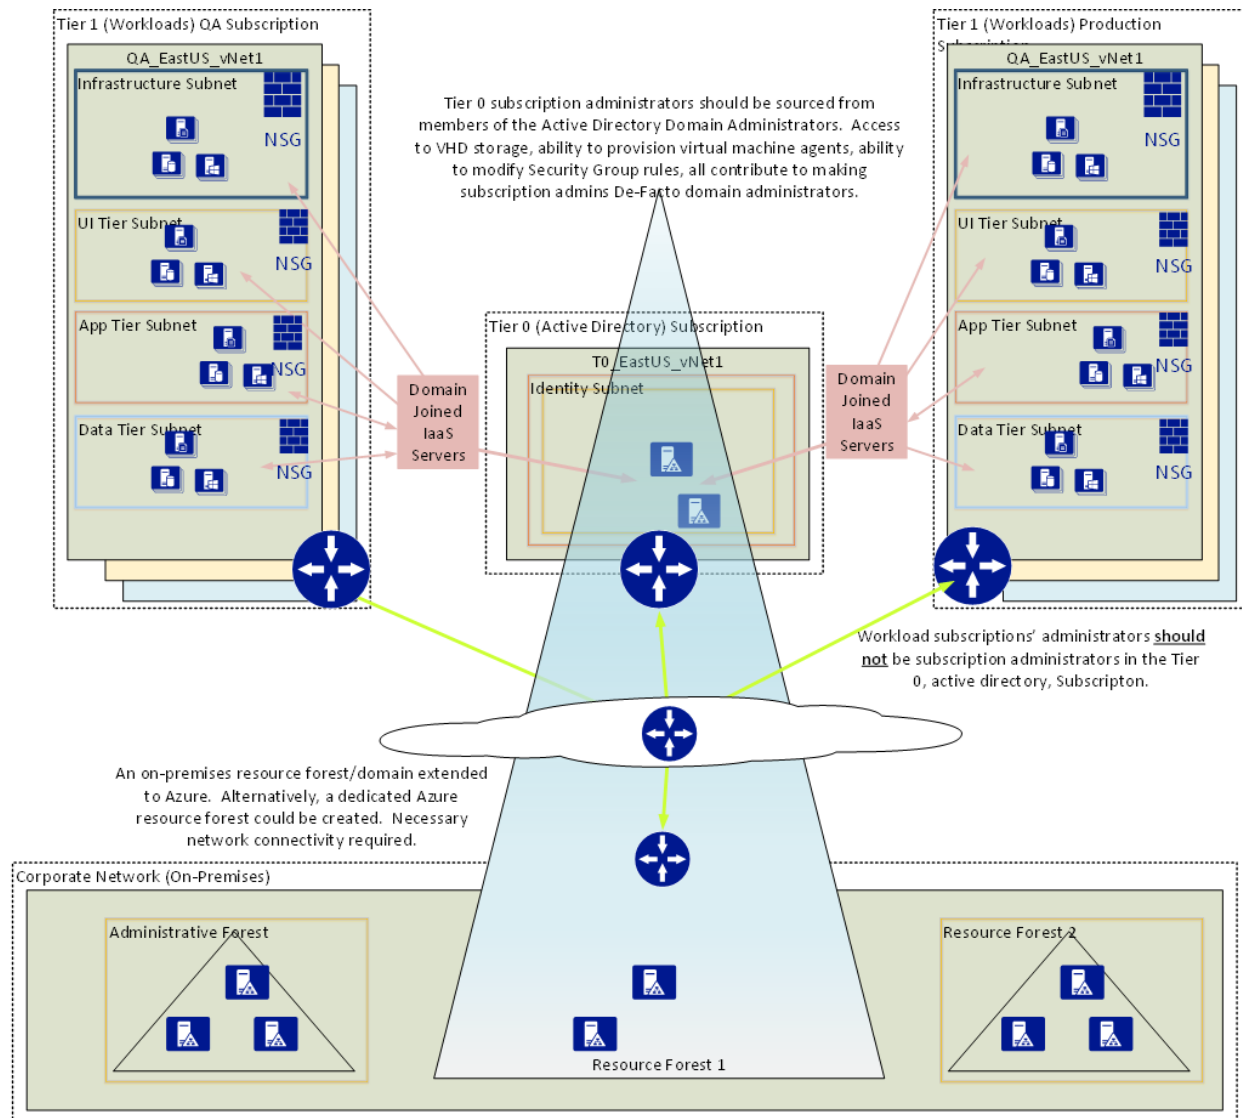 Tier 1 (Workloads) QA Subscription
QA_EastUS_vNet1
Infrastructure Subnet
NSG
UI Tier Subnet
NSG
App Tier Subnet
NSG
Data Tier Subnet
NSG
Tier 0 subscription administrators should be sourced from
members of the Active Directory Domain Administrators. Access
to VHD storage, ability to provision virtual machine agents, ability
to modify Security Group rules, all contribute to making
subscription admins De-Facto domain administrators.
Tier 0 (Active Directory) Subscription
T0_EastUS_vNet1
Identity Subnet
Domain
Joined
IaaS
Servers
Domain
Joined
IaaS
Servers
Tier 1 (Workloads) Production
Subscription
QA_EastUS_vNet1
Infrastructure Subnet
NSG
UI Tier Subnet
NSG
App Tier Subnet
NSG
Data Tier Subnet
NSG
Workload subscriptions’ administrators should
not be subscription administrators in the Tier
0, active directory, Subscripton.
An on-premises resource forest/domain extended
to Azure. Alternatively, a dedicated Azure
resource forest could be created. Necessary
network connectivity required.
Corporate Network (On-Premises)
Administrative Forest
Resource Forest 1
Resource Forest 2